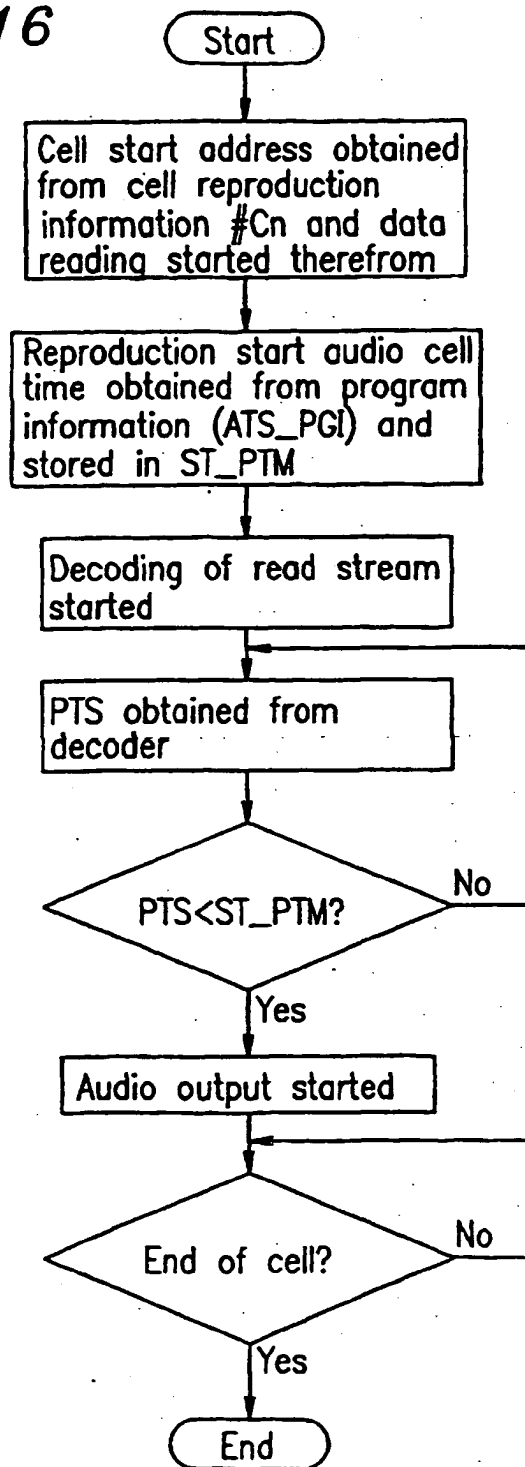 16
Start
Cell start address obtained
from cell reproduction
information #Cn and data
reading started therefrom
Reproduction start audio cell
time obtained from program
information (ATS_PGI) and
stored in ST_PTM
Decoding of read stream
started
PTS obtained from
decoder
PTS<ST_PTM?
No
Yes
Audio output started
End of cell?
No
Yes
End